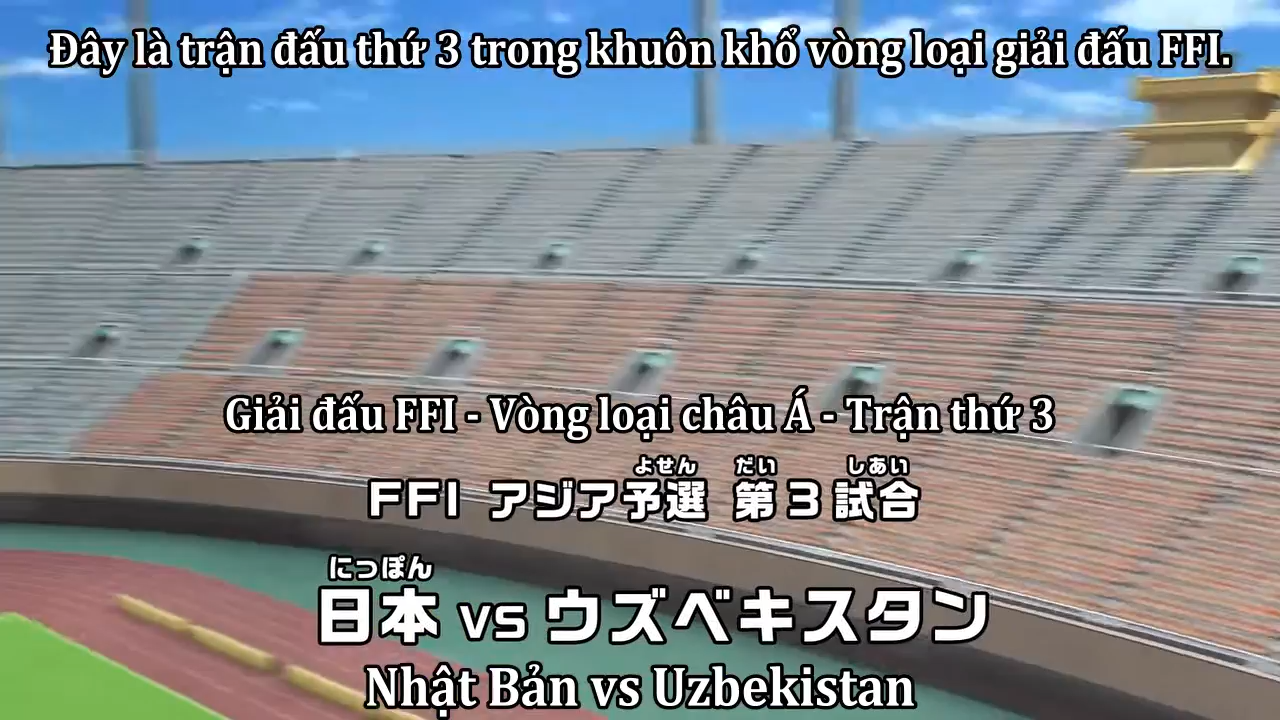 Đây là trận đấu thứ 3 trong khuôn khổ vòng loại giải đấu FFI.
Giải đấu FFI - Vòng loại châu Á - Trận thứ 3
よせん だい しあい
FFI アジア予選 第3試合
にっぽん
日本 vs ウズベキスタン
Nhật Bản vs Uzbekistan